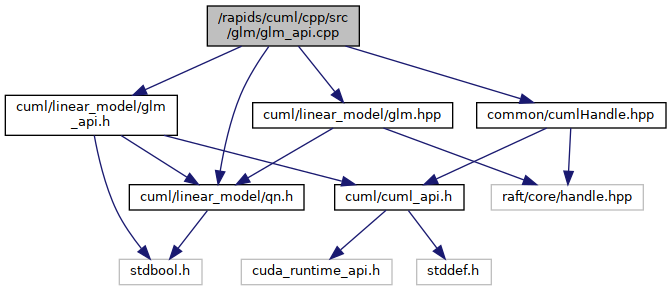 /rapids/cuml/cpp/src
/glm/glm_api.cpp
cuml/linear_model/glm
_api.h
cuml/linear_model/glm.hpp
common/cumlHandle.hpp
cuml/linear_model/qn.h
cuml/cuml_api.h
raft/core/handle.hpp
stdbool.h
cuda_runtime_api.h
stddef.h